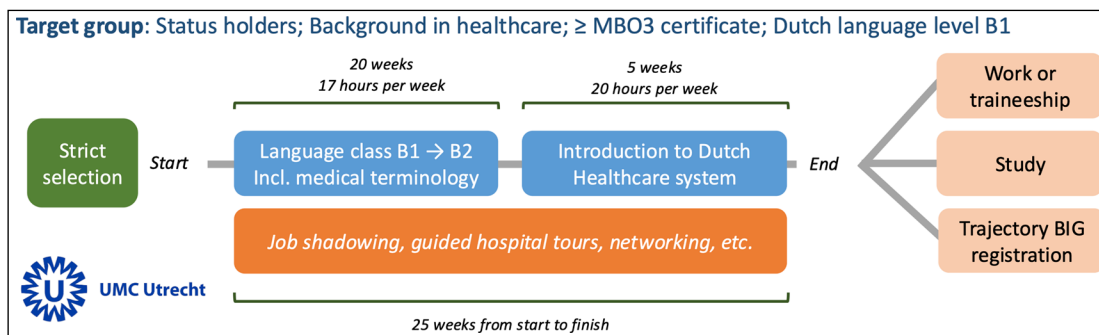 Target group: Status holders; Background in healthcare; ≥ MBO3 certificate; Dutch language level B1
20 weeks
17 hours per week
5 weeks
20 hours per week
Strict
selection
Start
Language class B1 → B2
Incl. medical terminology
Introduction to Dutch
Healthcare system
End
Work or
traineeship
Study
Trajectory BIG
registration
Job shadowing, guided hospital tours, networking, etc.
U
UMC Utrecht
25 weeks from start to finish